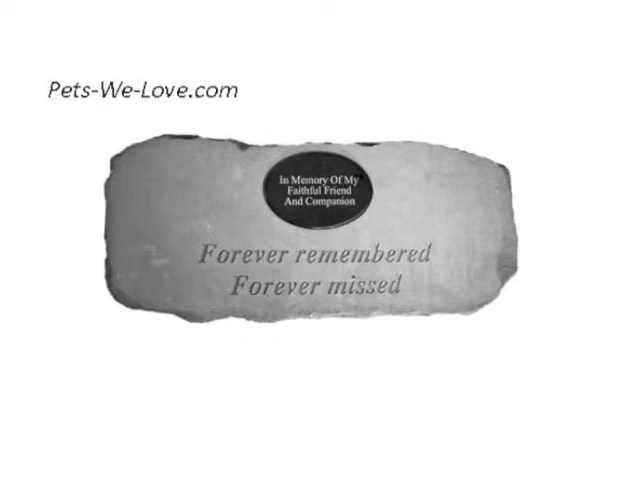 Pets-We-Love.com
In Memory Of My
Faithful Friend
And Companion
Forever remembered
Forever missed